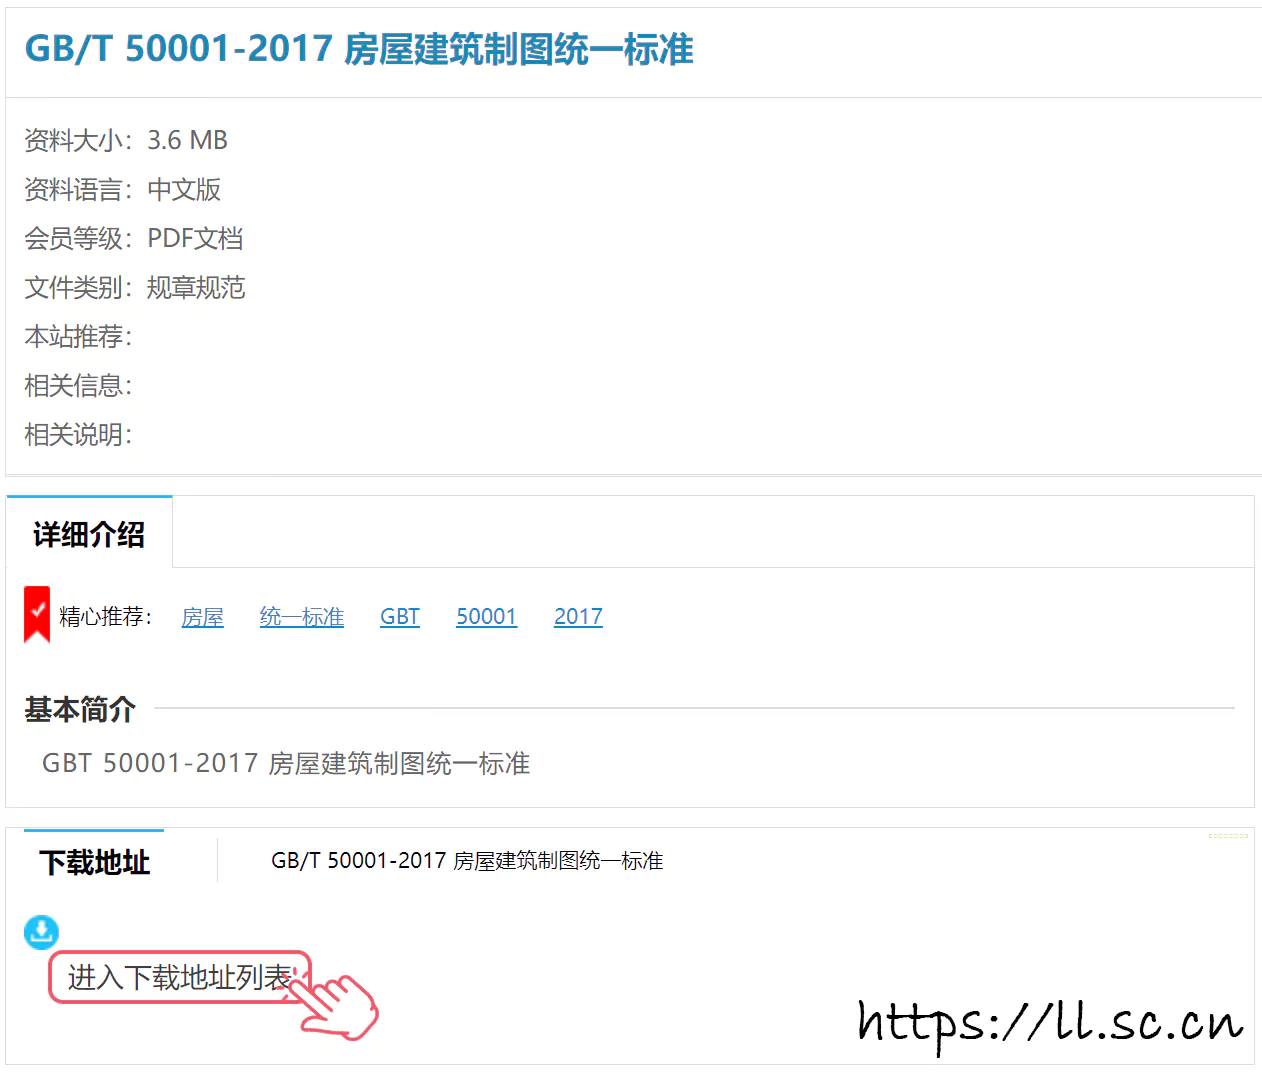 GB/T 50001-2017 房屋建筑制图统一标准
资料大小：3.6 MB
资料语言：中文版
会员等级：PDF文档
文件类别：规章规范
本站推荐：
相关信息：
相关说明：
详细介绍
精心推荐： 房屋 统一标准 GBT 50001 2017
基本简介
GBT 50001-2017 房屋建筑制图统一标准
下载地址 GB/T 50001-2017 房屋建筑制图统一标准
进入下载地址列表
https://ll.sc.cn